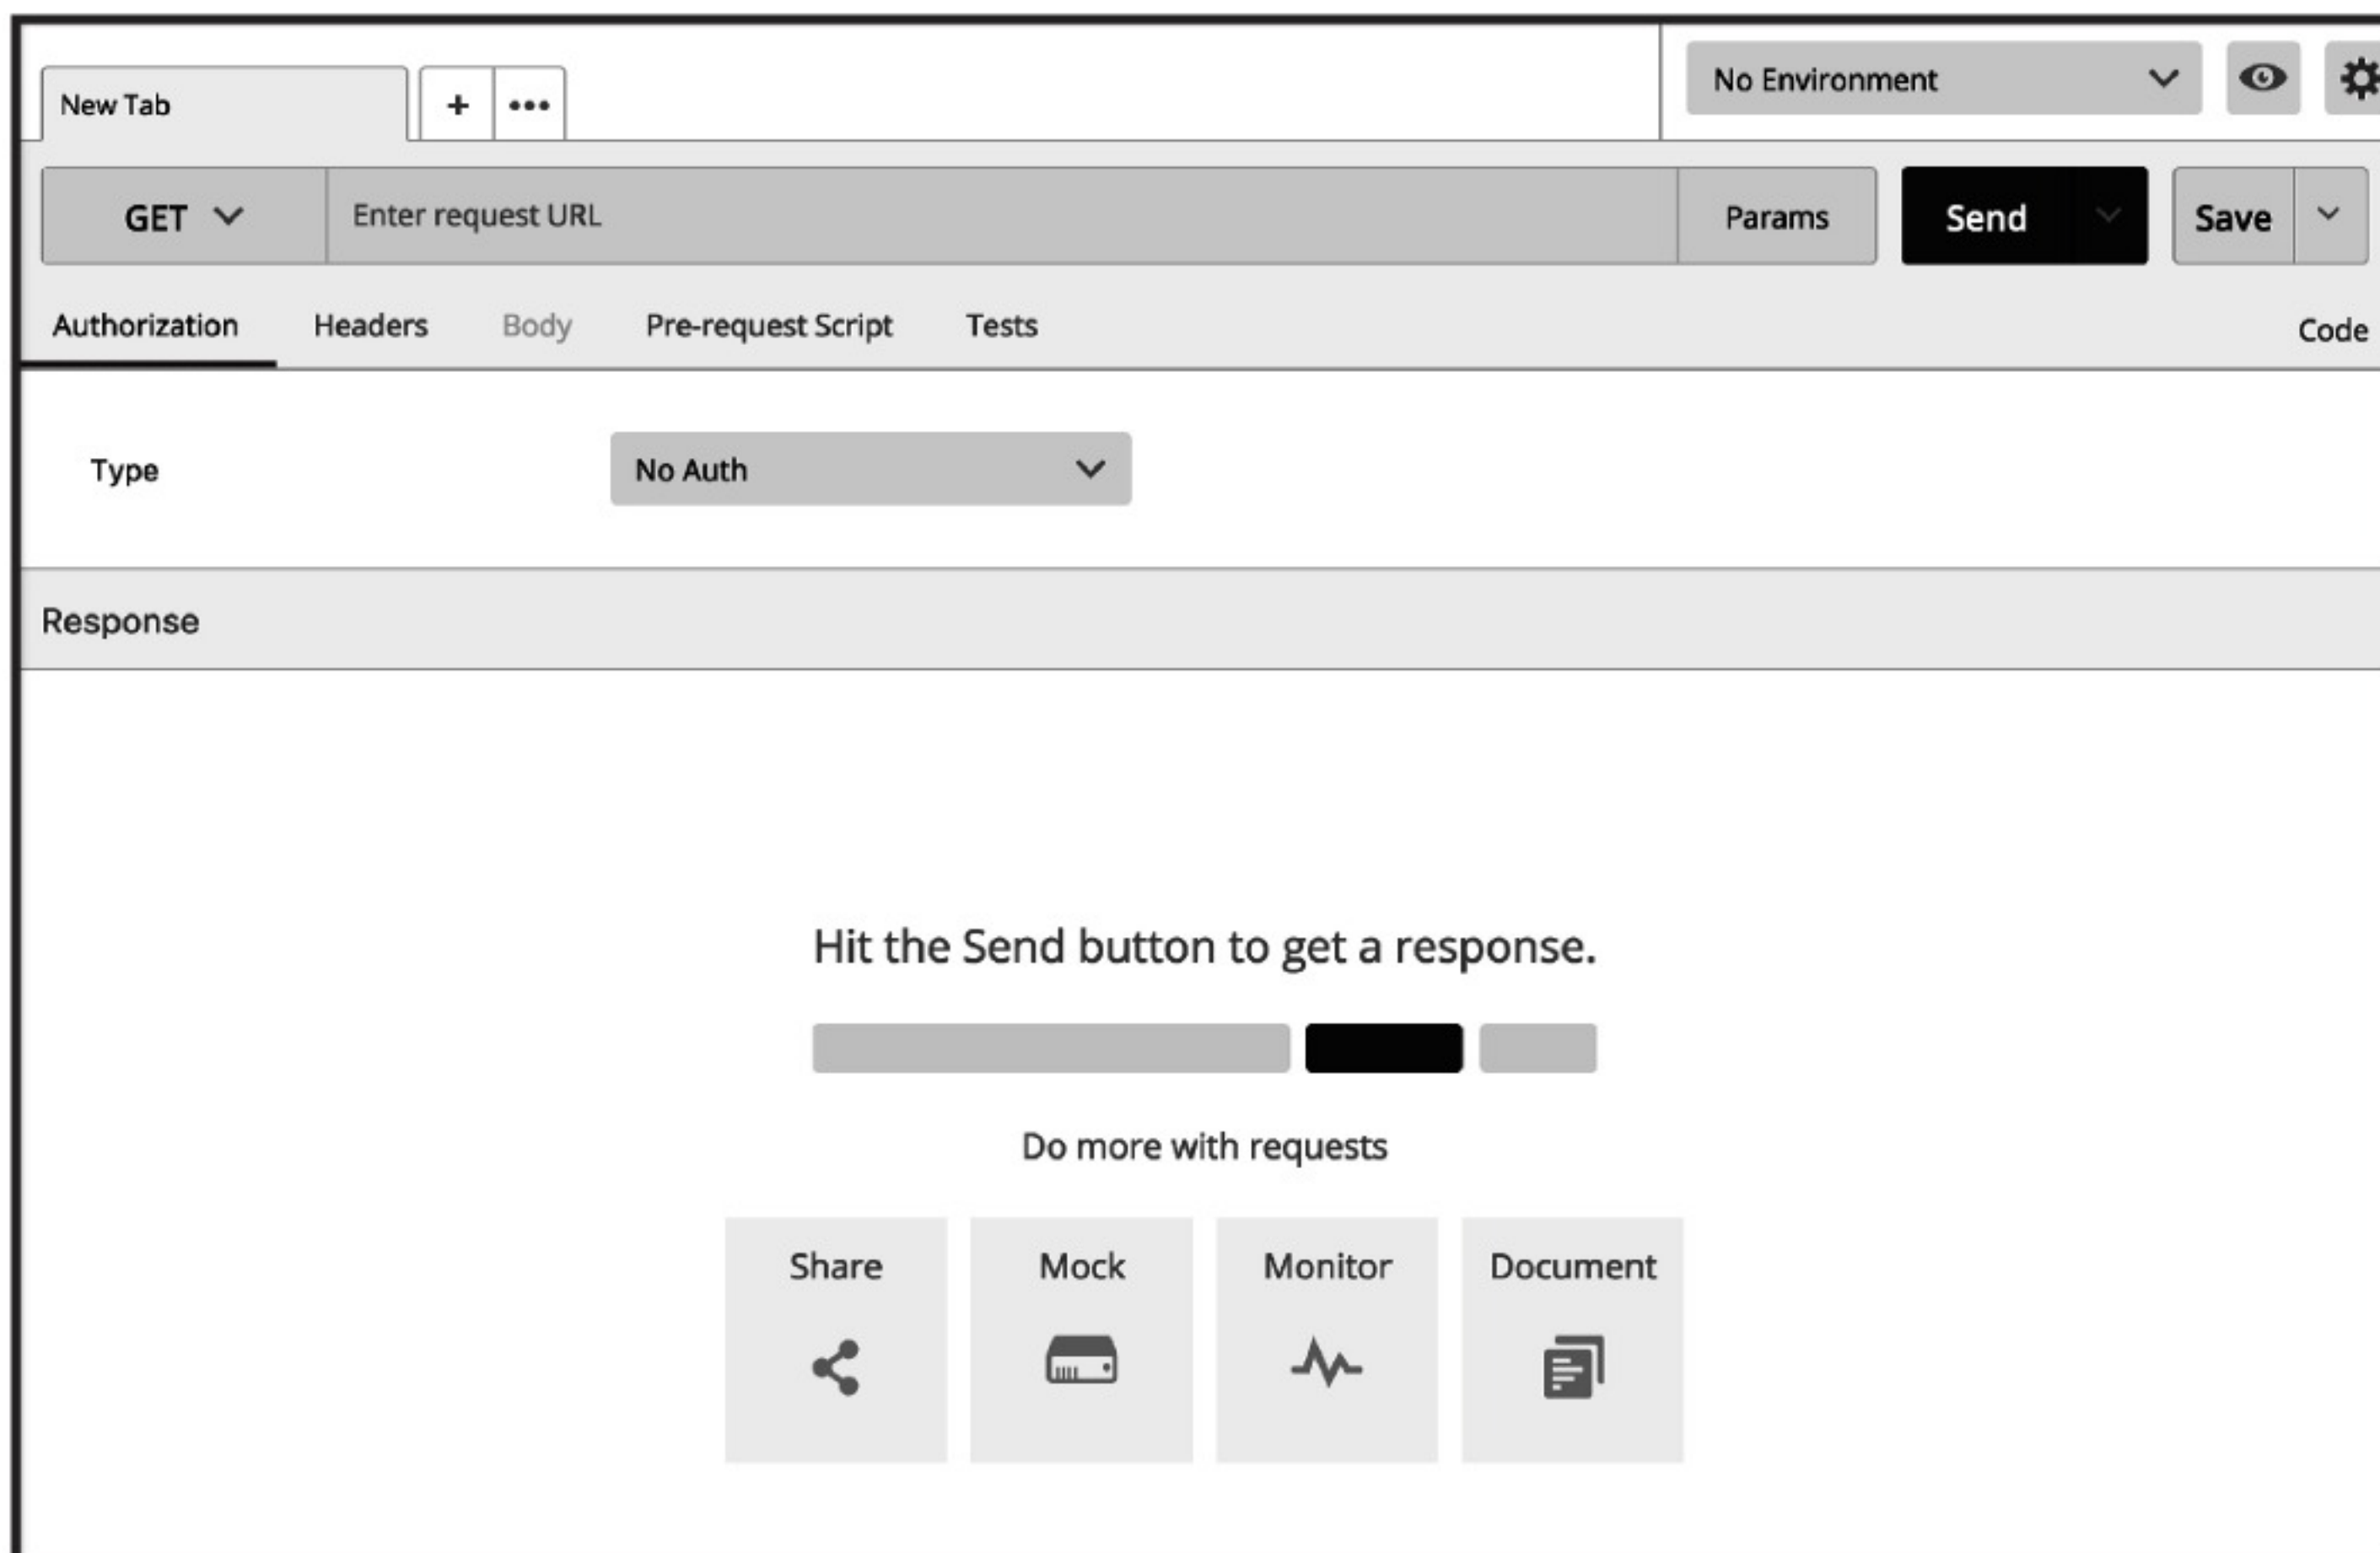 New Tab + ••• No Environment
GET Enter request URL Params Send Save
Authorization Headers Body Pre-request Script Tests Code
Type No Auth
Response
Hit the Send button to get a response.
Do more with requests
Share Mock Monitor Document